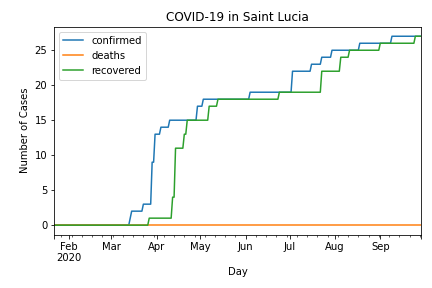 COVID-19 in Saint Lucia
confirmed
deaths
recovered
Number of Cases
25
20
15
10
5
0
Feb Mar Apr May Jun Jul Aug Sep
2020
Day